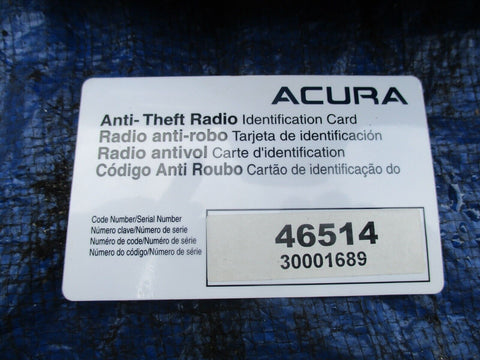 ACURA
Anti-Theft Radio Identification Card
Radio anti-robo Tarjeta de identificación
Radio antivol Carte d'identification
Código Anti Roubo Cartão de identificação do
Code Number/Serial Number
Número clave/Número de serie
Numéro de code/Numéro de série
Número do código/Número de série
46514
30001689